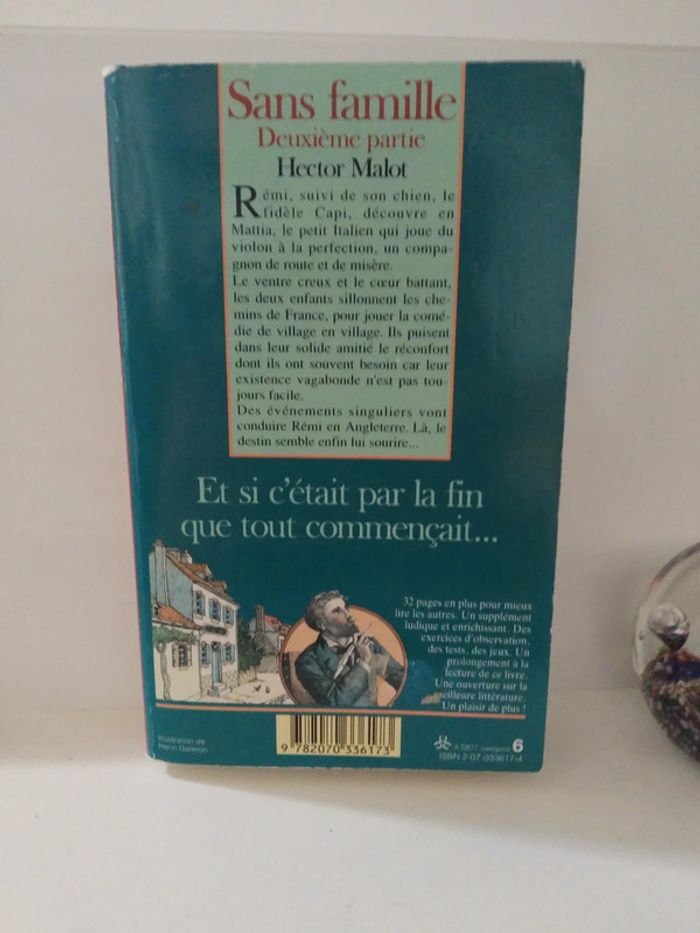 Sans famille
Deuxième partie
Hector Malot
Rémi, suivi de son chien, le
fidèle Capi, découvre en
Mattia, le petit Italien qui joue du
violon à la perfection, un compa-
gnon de route et de misère.
Le ventre creux et le cœur battant,
les deux enfants sillonnent les che-
mins de France, pour jouer la comé-
die de village en village. Ils puisent
dans leur solide amitié le réconfort
dont ils ont souvent besoin car leur
existence vagabonde n'est pas tou-
jours facile.
Des événements singuliers vont
conduire Rémi en Angleterre. Là, le
destin semble enfin lui sourire...
Et si c'était par la fin
que tout commençait...
32 pages en plus pour mieux
lire les autres. Un supplément
ludique et enrichissant. Des
exercices d'observation,
des tests, des jeux. Un
prolongement à la
lecture de ce livre.
Une ouverture sur la
meilleure littérature.
Un plaisir de plus !
Illustration de
9 782070 336173
catégorie 6
ISBN 2-07-033617-4